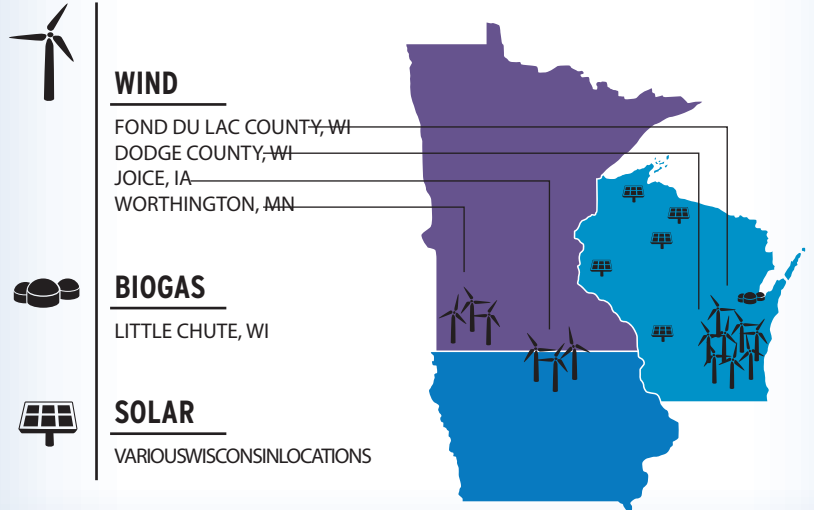 WIND
FOND DU LAC COUNTY, WI
DODGE COUNTY, WI
JOICE, IA
WORTHINGTON, MN
BIOGAS
LITTLE CHUTE, WI
SOLAR
VARIOUSWISCONSINLOCATIONS